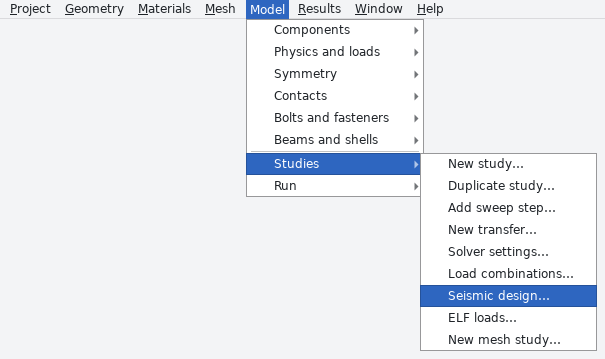 Project Geometry Materials Mesh Model Results Window Help
Components
Physics and loads
Symmetry
Contacts
Bolts and fasteners
Beams and shells
Studies
Run
New study...
Duplicate study...
Add sweep step...
New transfer...
Solver settings...
Load combinations...
Seismic design...
ELF loads...
New mesh study...